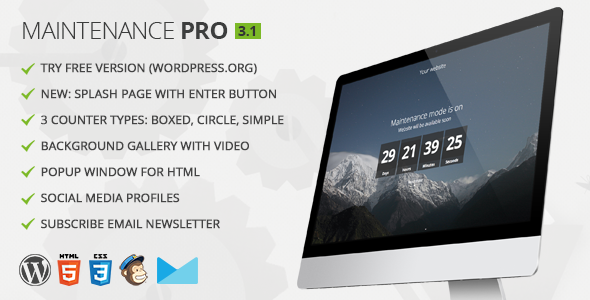 MAINTENANCE PRO 3.1
TRY FREE VERSION (WORDPRESS.ORG)
NEW: SPLASH PAGE WITH ENTER BUTTON
3 COUNTER TYPES: BOXED, CIRCLE, SIMPLE
BACKGROUND GALLERY WITH VIDEO
POPUP WINDOW FOR HTML
SOCIAL MEDIA PROFILES
SUBSCRIBE EMAIL NEWSLETTER
W
HTML
5
CSS
3
Your website
Maintenance mode is on
Website will be available soon
29 21 39 25
Days Hours Minutes Seconds